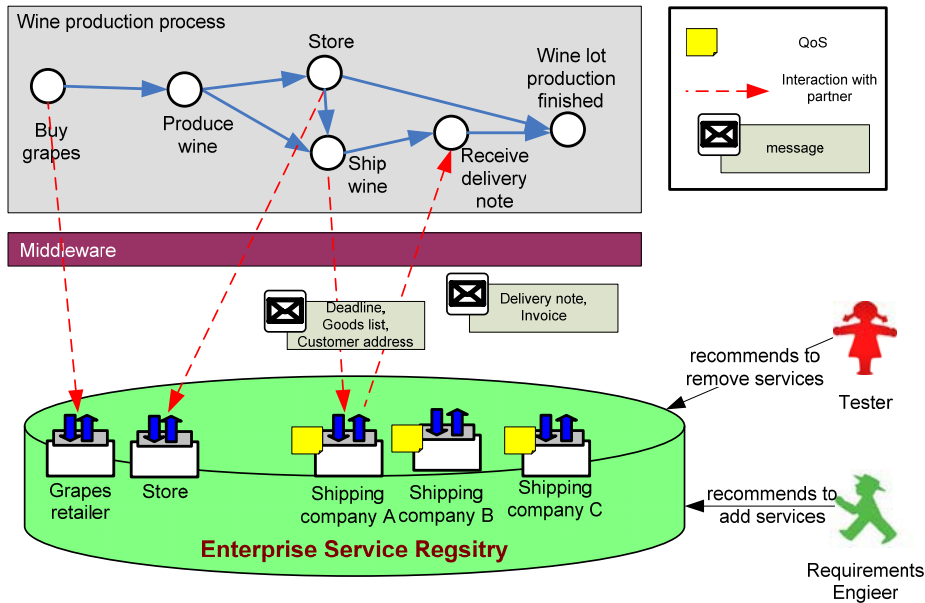 Wine production process
Store
Wine lot
production
finished
Buy
grapes
Produce
wine
Ship
wine
Receive
delivery
note
QoS
Interaction with
partner
message
Middleware
Deadline,
Goods list,
Customer address
Delivery note,
Invoice
recommends to
remove services
Tester
Grapes
retailer
Store
Shipping
company A
Shipping
company B
Shipping
company C
recommends to
add services
Enterprise Service Regsitry
Requirements
Engieer